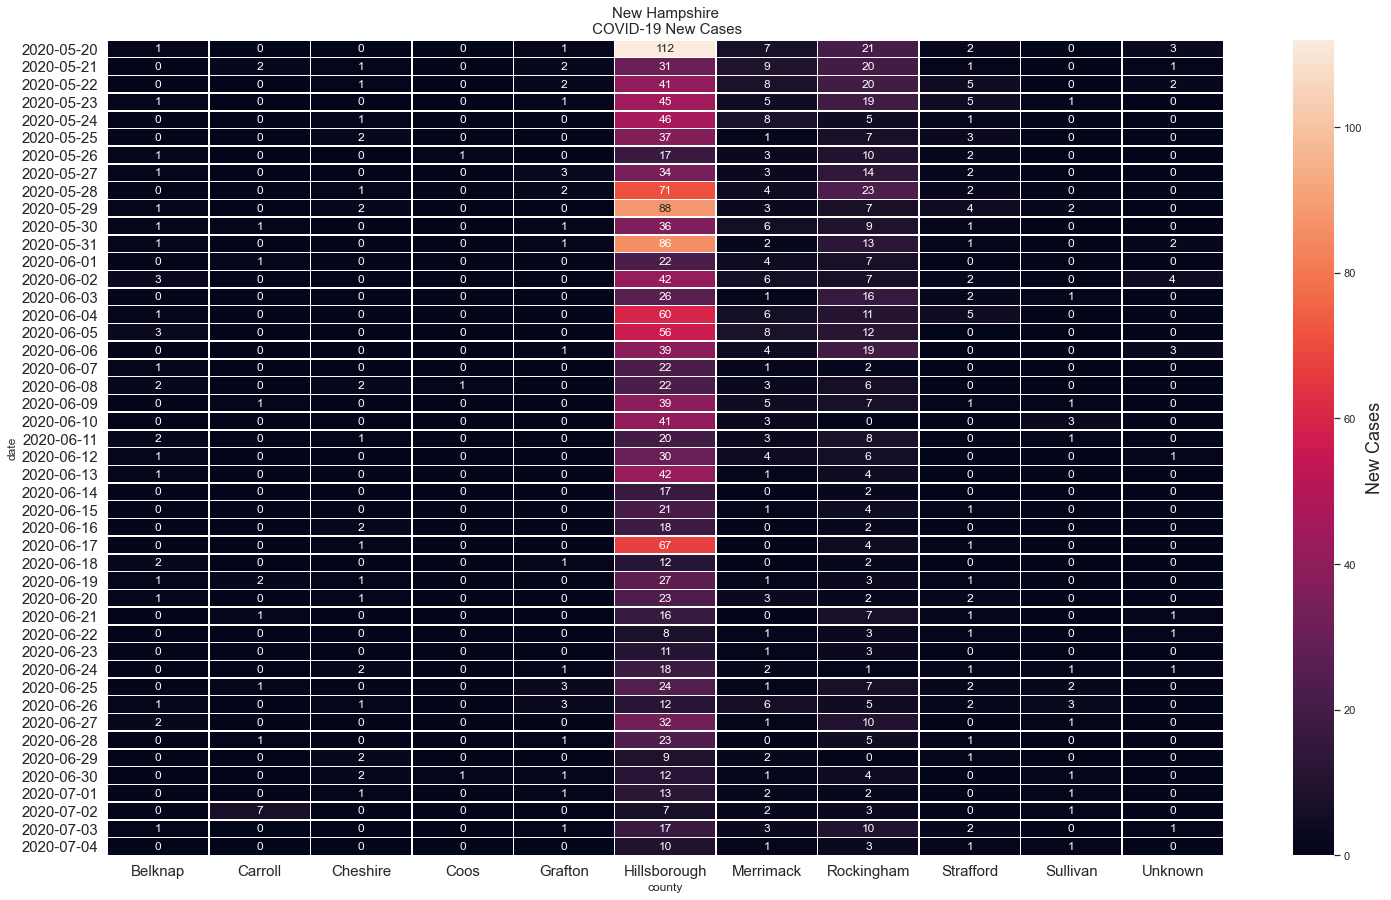 New Hampshire
COVID-19 New Cases
2020-05-20 1 0 0 0 1 112 7 21 2 0 3
2020-05-21 0 2 1 0 2 31 9 20 1 0 1
2020-05-22 0 0 1 0 2 41 8 20 5 0 2
2020-05-23 1 0 0 0 1 45 5 19 5 1 0
2020-05-24 0 0 1 0 0 46 8 5 1 0 0
2020-05-25 0 0 2 0 0 37 1 7 3 0 0
2020-05-26 1 0 0 1 0 17 3 10 2 0 0
2020-05-27 1 0 0 0 3 34 3 14 2 0 0
2020-05-28 0 0 1 0 2 71 4 23 2 0 0
2020-05-29 1 0 2 0 0 88 3 7 4 2 0
2020-05-30 1 1 0 0 1 36 6 9 1 0 0
2020-05-31 1 0 0 0 1 86 2 13 1 0 2
2020-06-01 0 1 0 0 0 22 4 7 0 0 0
2020-06-02 3 0 0 0 0 42 6 7 2 0 4
2020-06-03 0 0 0 0 0 26 1 16 2 1 0
2020-06-04 1 0 0 0 0 60 6 11 5 0 0
2020-06-05 3 0 0 0 0 56 8 12 0 0 0
2020-06-06 0 0 0 0 1 39 4 19 0 0 3
2020-06-07 1 0 0 0 0 22 1 2 0 0 0
2020-06-08 2 0 2 1 0 22 3 6 0 0 0
2020-06-09 0 1 0 0 0 39 5 7 1 1 0
2020-06-10 0 0 0 0 0 41 3 0 0 3 0
2020-06-11 2 0 1 0 0 20 3 8 0 1 0
2020-06-12 1 0 0 0 0 30 4 6 0 0 1
2020-06-13 1 0 0 0 0 42 1 4 0 0 0
2020-06-14 0 0 0 0 0 17 0 2 0 0 0
2020-06-15 0 0 0 0 0 21 1 4 1 0 0
2020-06-16 0 0 2 0 0 18 0 2 0 0 0
2020-06-17 0 0 1 0 0 67 0 4 1 0 0
2020-06-18 2 0 0 0 1 12 0 2 0 0 0
2020-06-19 1 2 1 0 0 27 1 3 1 0 0
2020-06-20 1 0 1 0 0 23 3 2 2 0 0
2020-06-21 0 1 0 0 0 16 0 7 1 0 1
2020-06-22 0 0 0 0 0 8 1 3 1 0 1
2020-06-23 0 0 0 0 0 11 1 3 0 0 0
2020-06-24 0 0 2 0 1 18 2 1 1 1 1
2020-06-25 0 1 0 0 3 24 1 7 2 2 0
2020-06-26 1 0 1 0 3 12 6 5 2 3 0
2020-06-27 2 0 0 0 0 32 1 10 0 1 0
2020-06-28 0 1 0 0 1 23 0 5 1 0 0
2020-06-29 0 0 2 0 0 9 2 0 1 0 0
2020-06-30 0 0 2 1 1 12 1 4 0 1 0
2020-07-01 0 0 1 0 1 13 2 2 0 1 0
2020-07-02 0 7 0 0 0 7 2 3 0 1 0
2020-07-03 1 0 0 0 1 17 3 10 2 0 1
2020-07-04 0 0 0 0 0 10 1 3 1 1 0
Belknap Carroll Cheshire Coos Grafton Hillsborough Merrimack Rockingham Strafford Sullivan Unknown
county
date
100
80
60
40
20
0
New Cases